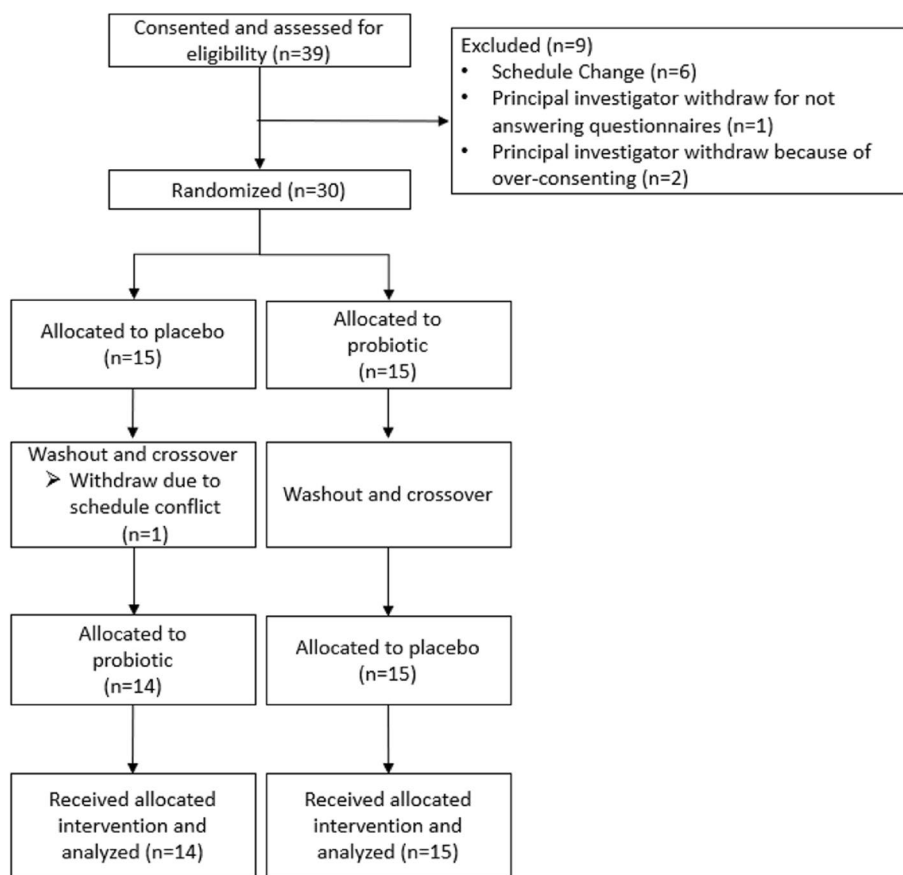 Consented and assessed for
eligibility (n=39)
Excluded (n=9)
• Schedule Change (n=6)
• Principal investigator withdraw for not
answering questionnaires (n=1)
• Principal investigator withdraw because of
over-consenting (n=2)
Randomized (n=30)
Allocated to placebo
(n=15)
Allocated to
probiotic
(n=15)
Washout and crossover
➢ Withdraw due to
schedule conflict
(n=1)
Washout and crossover
Allocated to
probiotic
(n=14)
Allocated to placebo
(n=15)
Received allocated
intervention and
analyzed (n=14)
Received allocated
intervention and
analyzed (n=15)